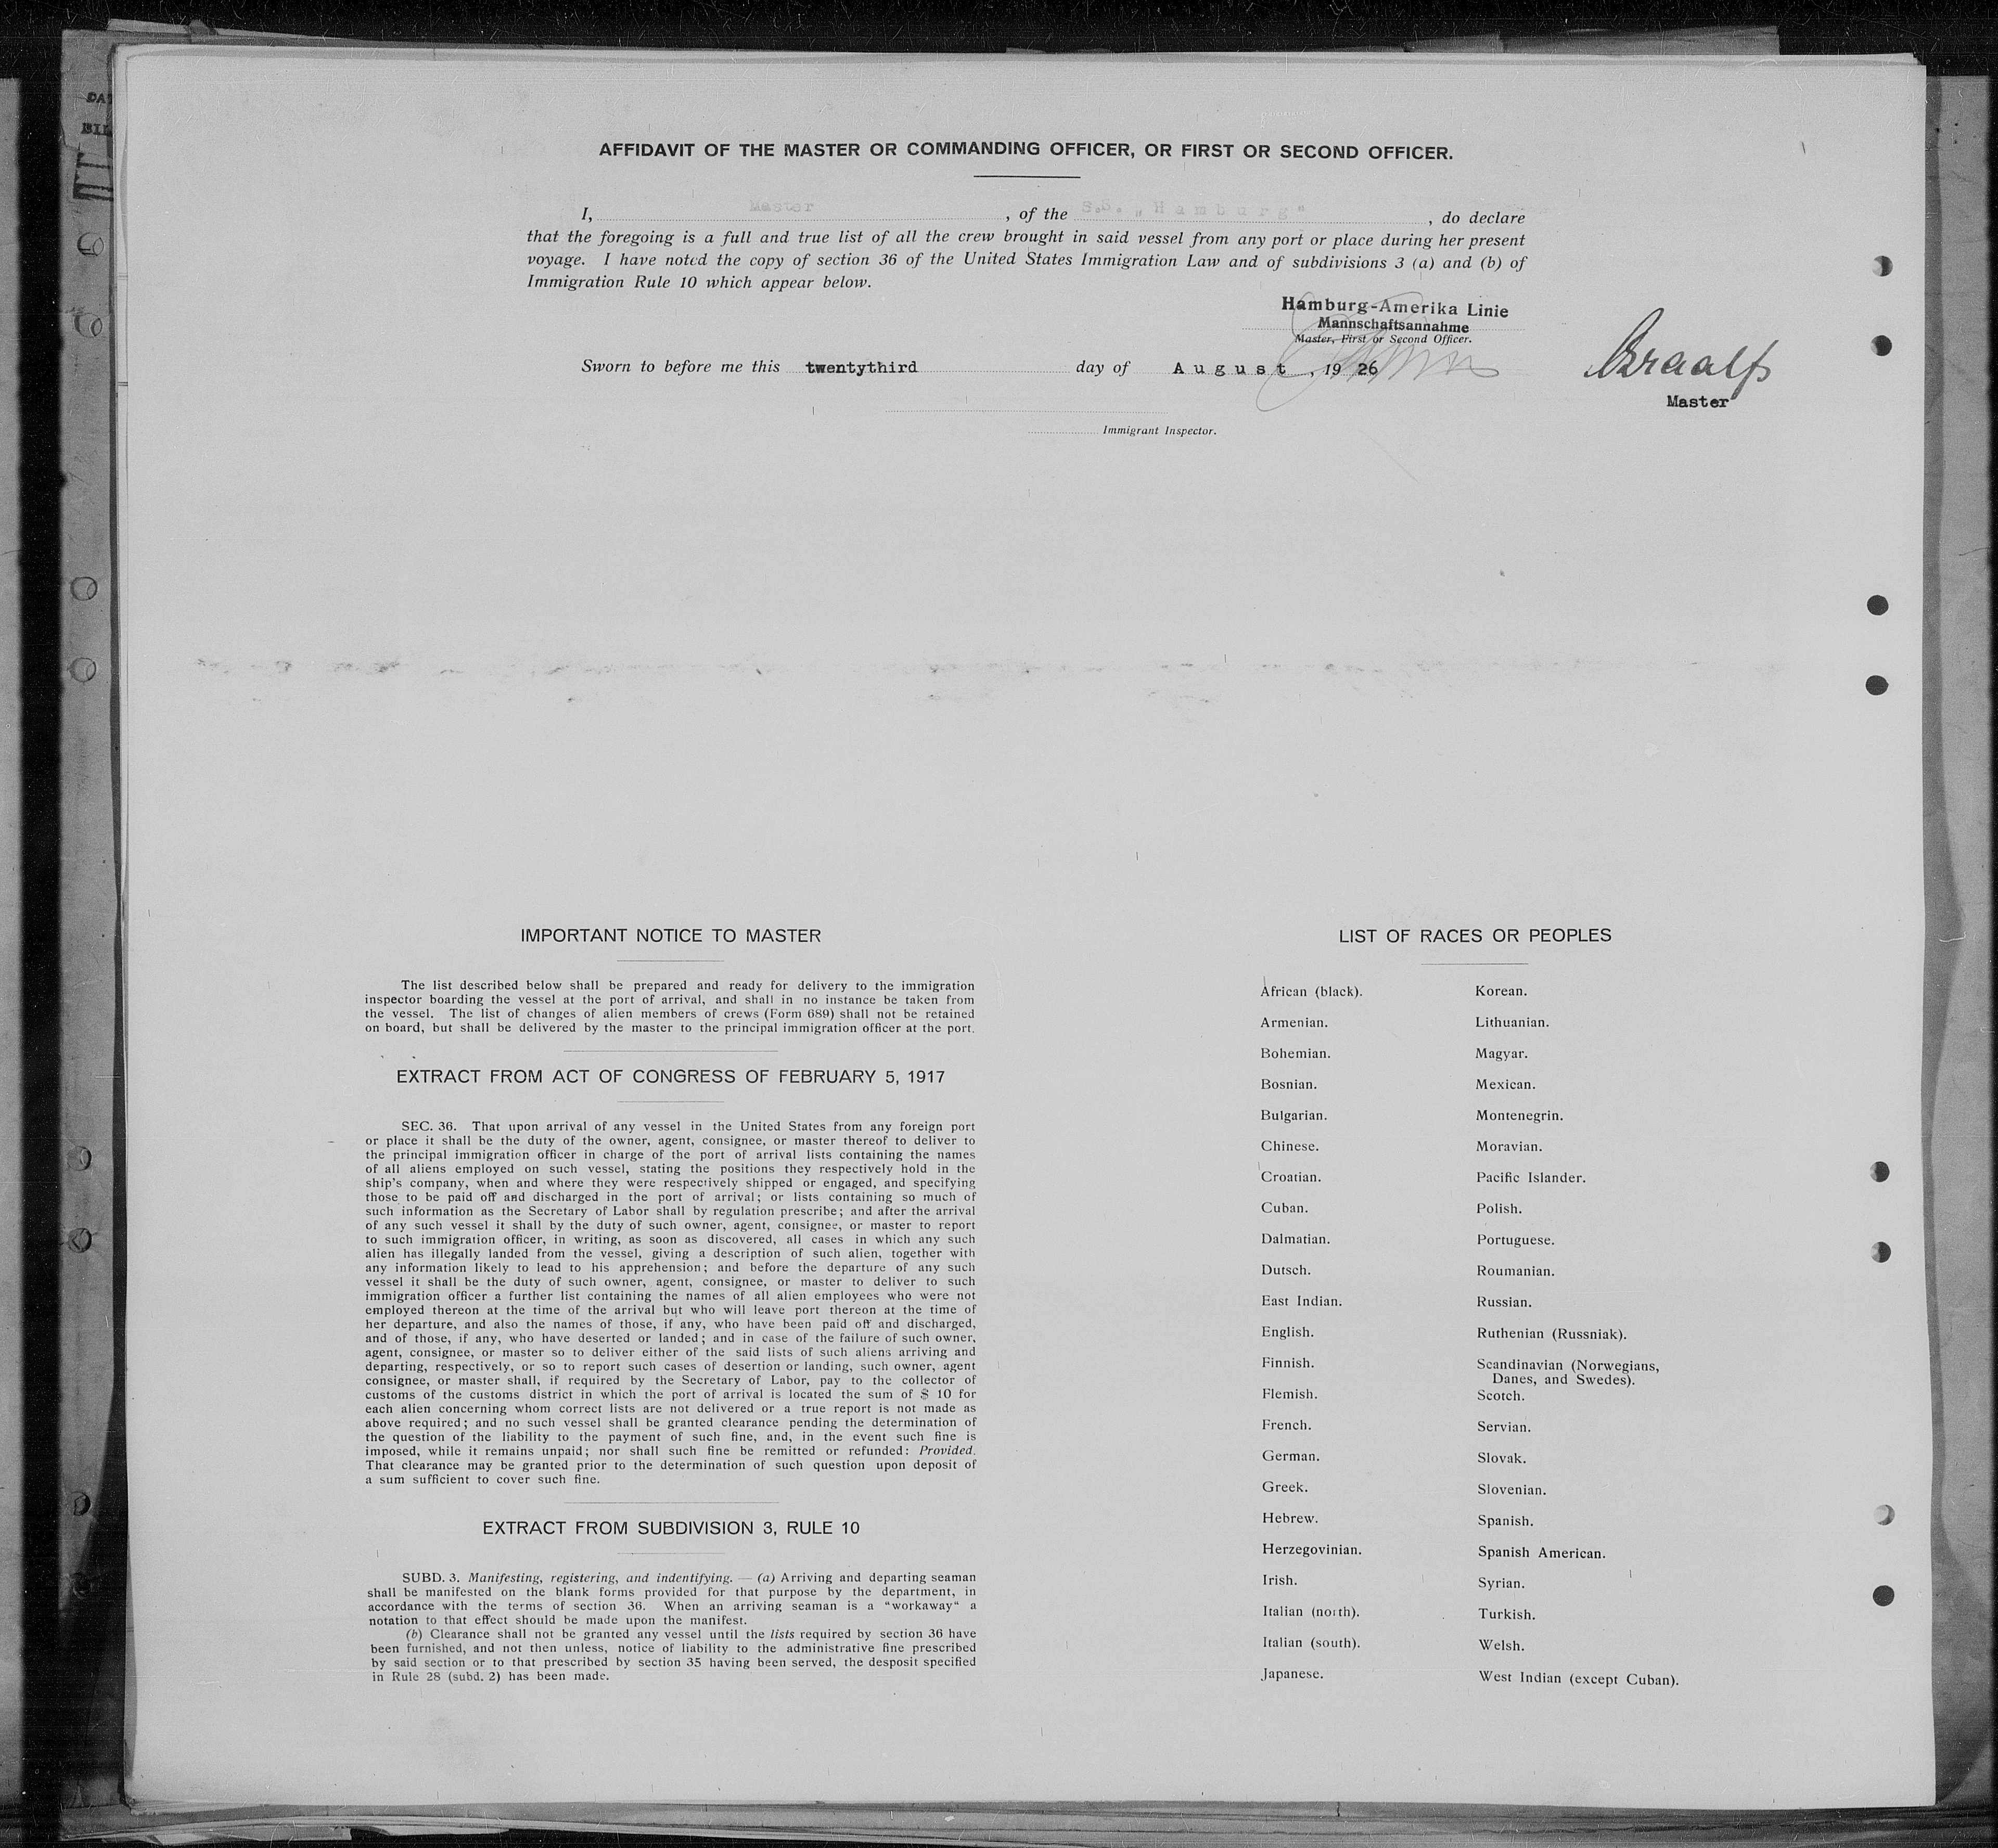 DA
BIL
AFFIDAVIT OF THE MASTER OR COMMANDING OFFICER, OR FIRST OR SECOND OFFICER.
I, Master , of the S.S. „Hamburg" , do declare
that the foregoing is a full and true list of all the crew brought in said vessel from any port or place during her present
voyage. I have noted the copy of section 36 of the United States Immigration Law and of subdivisions 3 (a) and (b) of
Immigration Rule 10 which appear below.
Hamburg-Amerika Linie
Mannschaftsannahme
Master, First or Second Officer.
Sworn to before me this twentythird day of August , 19 26
Master
Immigrant Inspector.
IMPORTANT NOTICE TO MASTER
The list described below shall be prepared and ready for delivery to the immigration
inspector boarding the vessel at the port of arrival, and shall in no instance be taken from
the vessel. The list of changes of alien members of crews (Form 689) shall not be retained
on board, but shall be delivered by the master to the principal immigration officer at the port.
EXTRACT FROM ACT OF CONGRESS OF FEBRUARY 5, 1917
SEC. 36. That upon arrival of any vessel in the United States from any foreign port
or place it shall be the duty of the owner, agent, consignee, or master thereof to deliver to
the principal immigration officer in charge of the port of arrival lists containing the names
of all aliens employed on such vessel, stating the positions they respectively hold in the
ship's company, when and where they were respectively shipped or engaged, and specifying
those to be paid off and discharged in the port of arrival; or lists containing so much of
such information as the Secretary of Labor shall by regulation prescribe; and after the arrival
of any such vessel it shall by the duty of such owner, agent, consignee, or master to report
to such immigration officer, in writing, as soon as discovered, all cases in which any such
alien has illegally landed from the vessel, giving a description of such alien, together with
any information likely to lead to his apprehension; and before the departure of any such
vessel it shall be the duty of such owner, agent, consignee, or master to deliver to such
immigration officer a further list containing the names of all alien employees who were not
employed thereon at the time of the arrival but who will leave port thereon at the time of
her departure, and also the names of those, if any, who have been paid off and discharged,
and of those, if any, who have deserted or landed; and in case of the failure of such owner,
agent, consignee, or master so to deliver either of the said lists of such aliens arriving and
departing, respectively, or so to report such cases of desertion or landing, such owner, agent
consignee, or master shall, if required by the Secretary of Labor, pay to the collector of
customs of the customs district in which the port of arrival is located the sum of $ 10 for
each alien concerning whom correct lists are not delivered or a true report is not made as
above required; and no such vessel shall be granted clearance pending the determination of
the question of the liability to the payment of such fine, and, in the event such fine is
imposed, while it remains unpaid; nor shall such fine be remitted or refunded: Provided.
That clearance may be granted prior to the determination of such question upon deposit of
a sum sufficient to cover such fine.
EXTRACT FROM SUBDIVISION 3, RULE 10
SUBD. 3. Manifesting, registering, and indentifying. — (a) Arriving and departing seaman
shall be manifested on the blank forms provided for that purpose by the department, in
accordance with the terms of section 36. When an arriving seaman is a "workaway" a
notation to that effect should be made upon the manifest.
(b) Clearance shall not be granted any vessel until the lists required by section 36 have
been furnished, and not then unless, notice of liability to the administrative fine prescribed
by said section or to that prescribed by section 35 having been served, the desposit specified
in Rule 28 (subd. 2) has been made.
LIST OF RACES OR PEOPLES
African (black).
Armenian.
Bohemian.
Bosnian.
Bulgarian.
Chinese.
Croatian.
Cuban.
Dalmatian.
Dutsch.
East Indian.
English.
Finnish.
Flemish.
French.
German.
Greek.
Hebrew.
Herzegovinian.
Irish.
Italian (north).
Italian (south).
Japanese.
Korean.
Lithuanian.
Magyar.
Mexican.
Montenegrin.
Moravian.
Pacific Islander.
Polish.
Portuguese.
Roumanian.
Russian.
Ruthenian (Russniak).
Scandinavian (Norwegians,
Danes, and Swedes).
Scotch.
Servian.
Slovak.
Slovenian.
Spanish.
Spanish American.
Syrian.
Turkish.
Welsh.
West Indian (except Cuban).